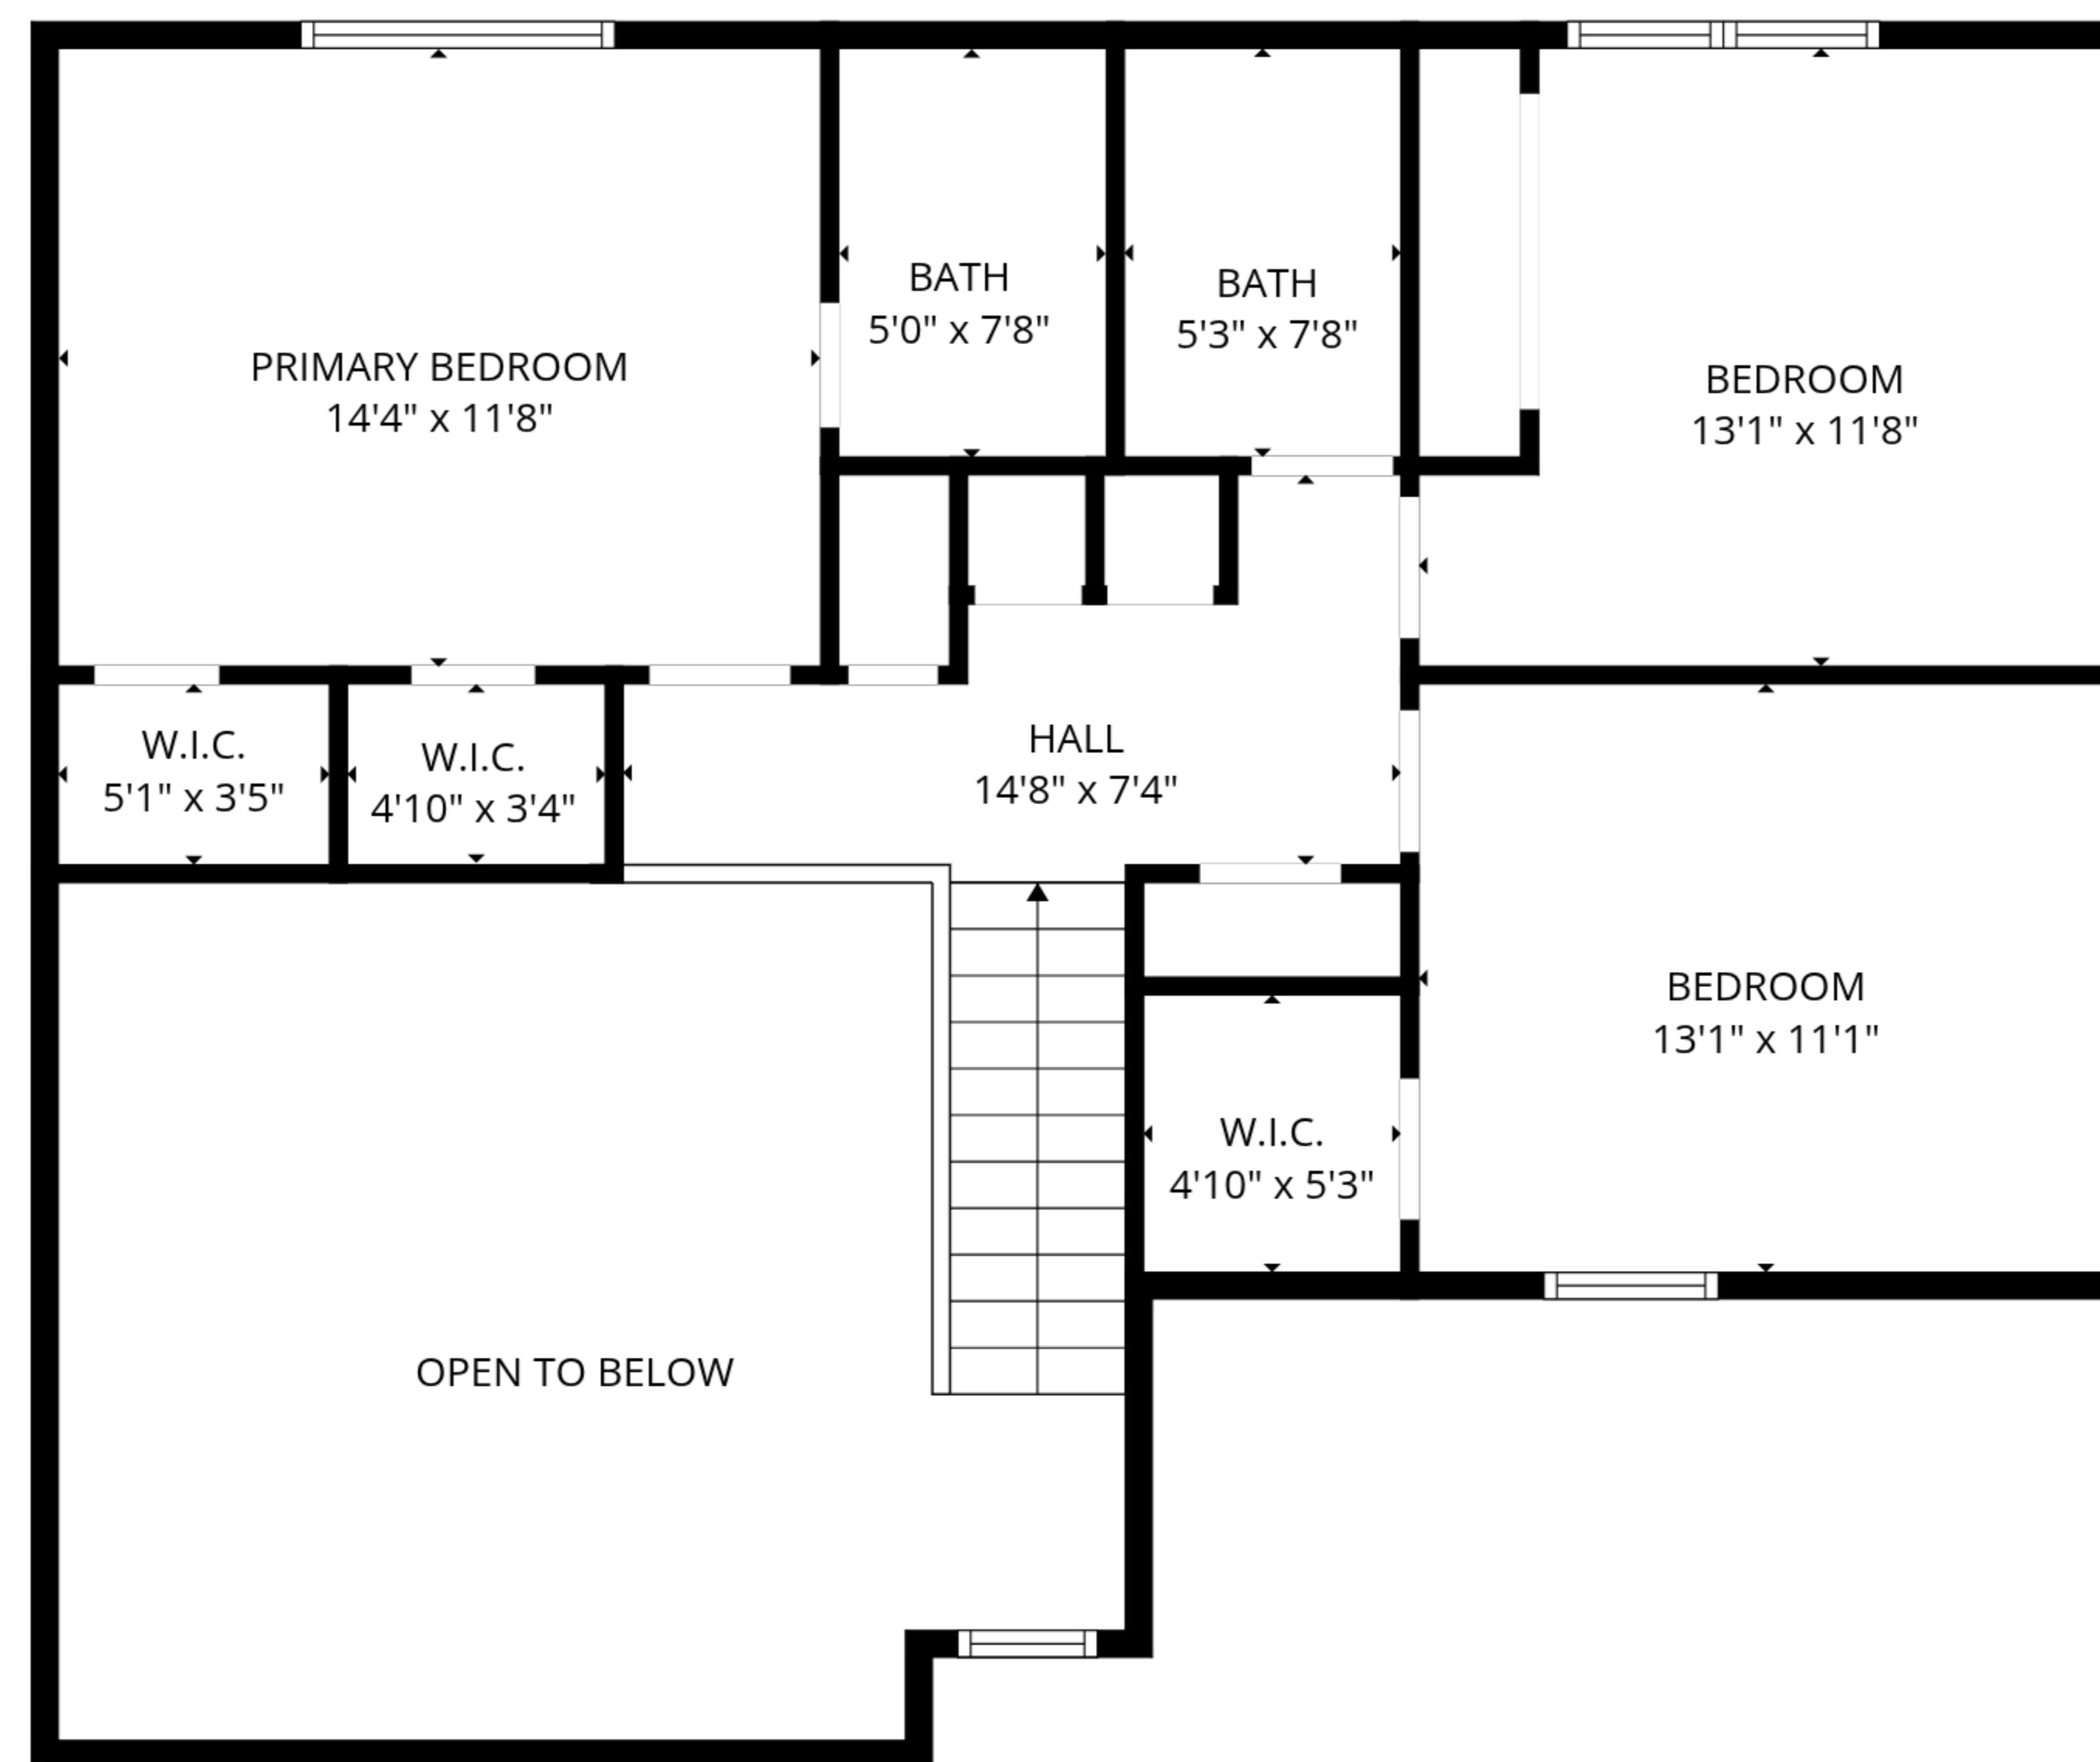 BATH
5'0" x 7'8"
BATH
5'3" x 7'8"
PRIMARY BEDROOM
14'4" x 11'8"
BEDROOM
13'1" x 11'8"
W.I.C.
5'1" x 3'5"
W.I.C.
4'10" x 3'4"
HALL
14'8" x 7'4"
BEDROOM
13'1" x 11'1"
W.I.C.
4'10" x 5'3"
OPEN TO BELOW